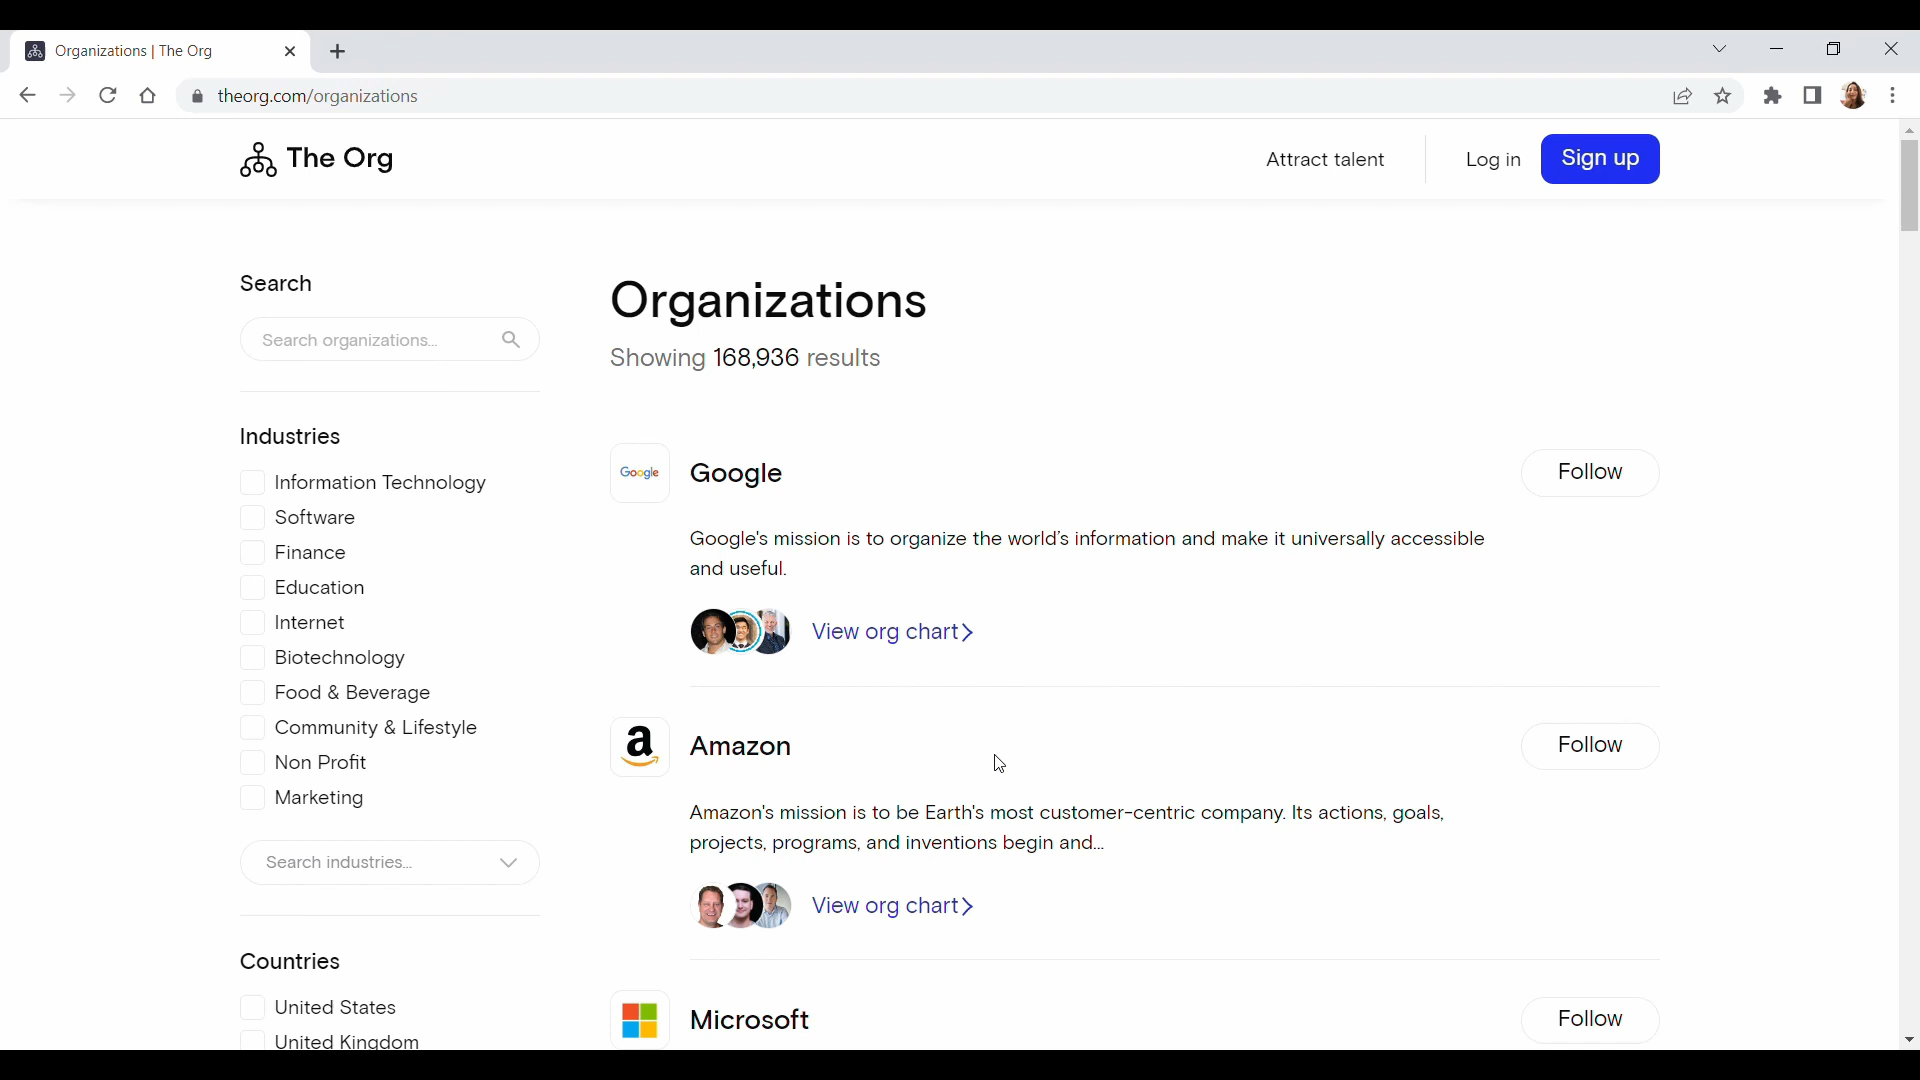 Organizations | The Org
theorg.com/organizations
The Org
Attract talent
Log in
Sign up
Search
Search organizations...
Industries
Information Technology
Software
Finance
Education
Internet
Biotechnology
Food & Beverage
Community & Lifestyle
Non Profit
Marketing
Search industries...
Countries
United States
United Kingdom
Organizations
Showing 168,936 results
Google
Google
Follow
Google's mission is to organize the world's information and make it universally accessible
and useful.
View org chart
a
Amazon
Follow
Amazon's mission is to be Earth's most customer-centric company. Its actions, goals,
projects, programs, and inventions begin and...
View org chart
Microsoft
Follow